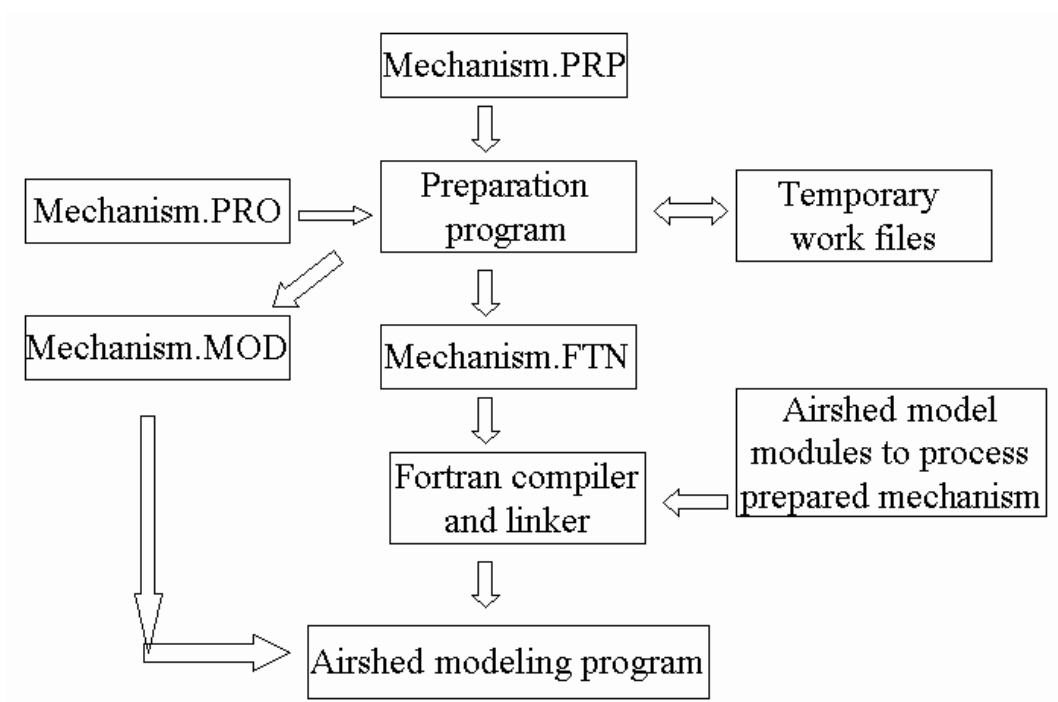 Mechanism.PRP
Preparation
program
Mechanism.PRO
Temporary
work files
Mechanism.MOD
Mechanism.FTN
Airshed model
modules to process
prepared mechanism
Fortran compiler
and linker
Airshed modeling program